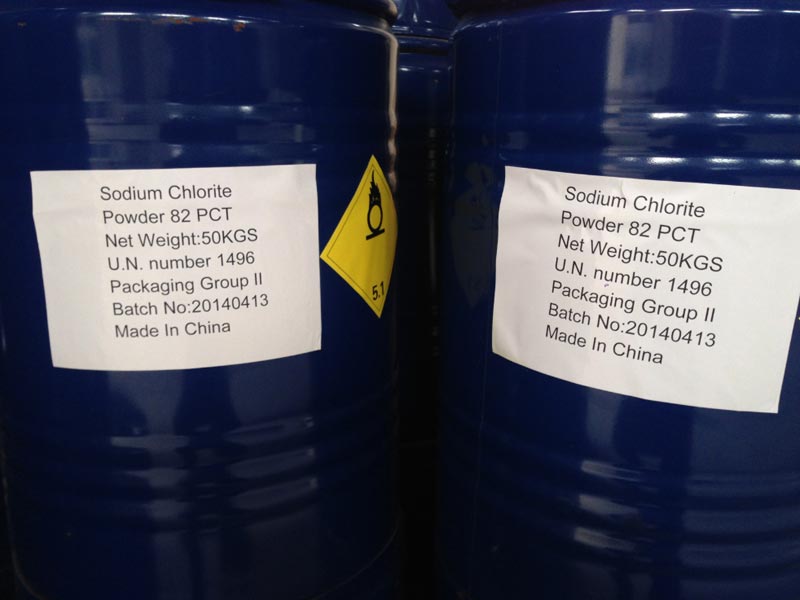 Sodium Chlorite
Powder 82 PCT
Net Weight:50KGS
U.N. number 1496
Packaging Group II
Batch No:20140413
Made In China
5.1
Sodium Chlorite
Powder 82 PCT
Net Weight:50KGS
U.N. number 1496
Packaging Group II
Batch No:20140413
Made In China